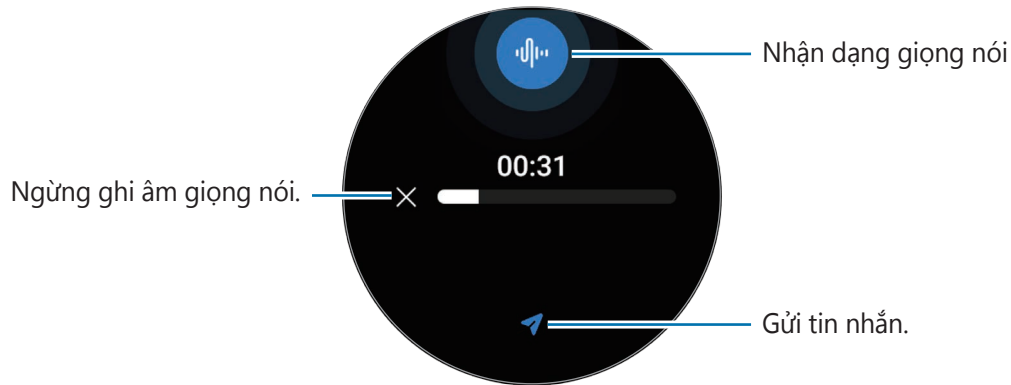 Nhận dạng giọng nói
00:31
Ngừng ghi âm giọng nói.
Gửi tin nhắn.